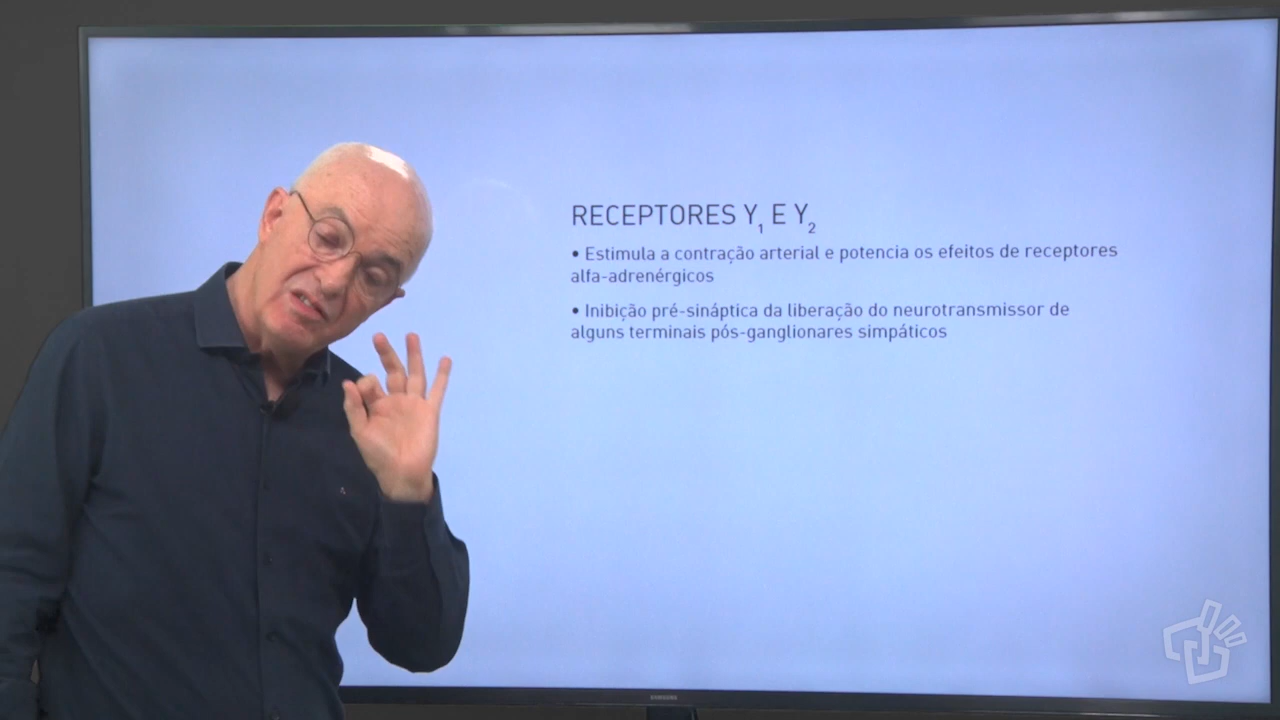 RECEPTORES Y₁ E Y₂
• Estimula a contração arterial e potencia os efeitos de receptores
alfa-adrenérgicos
• Inibição pré-sináptica da liberação do neurotransmissor de
alguns terminais pós-ganglionares simpáticos
SAMSUNG